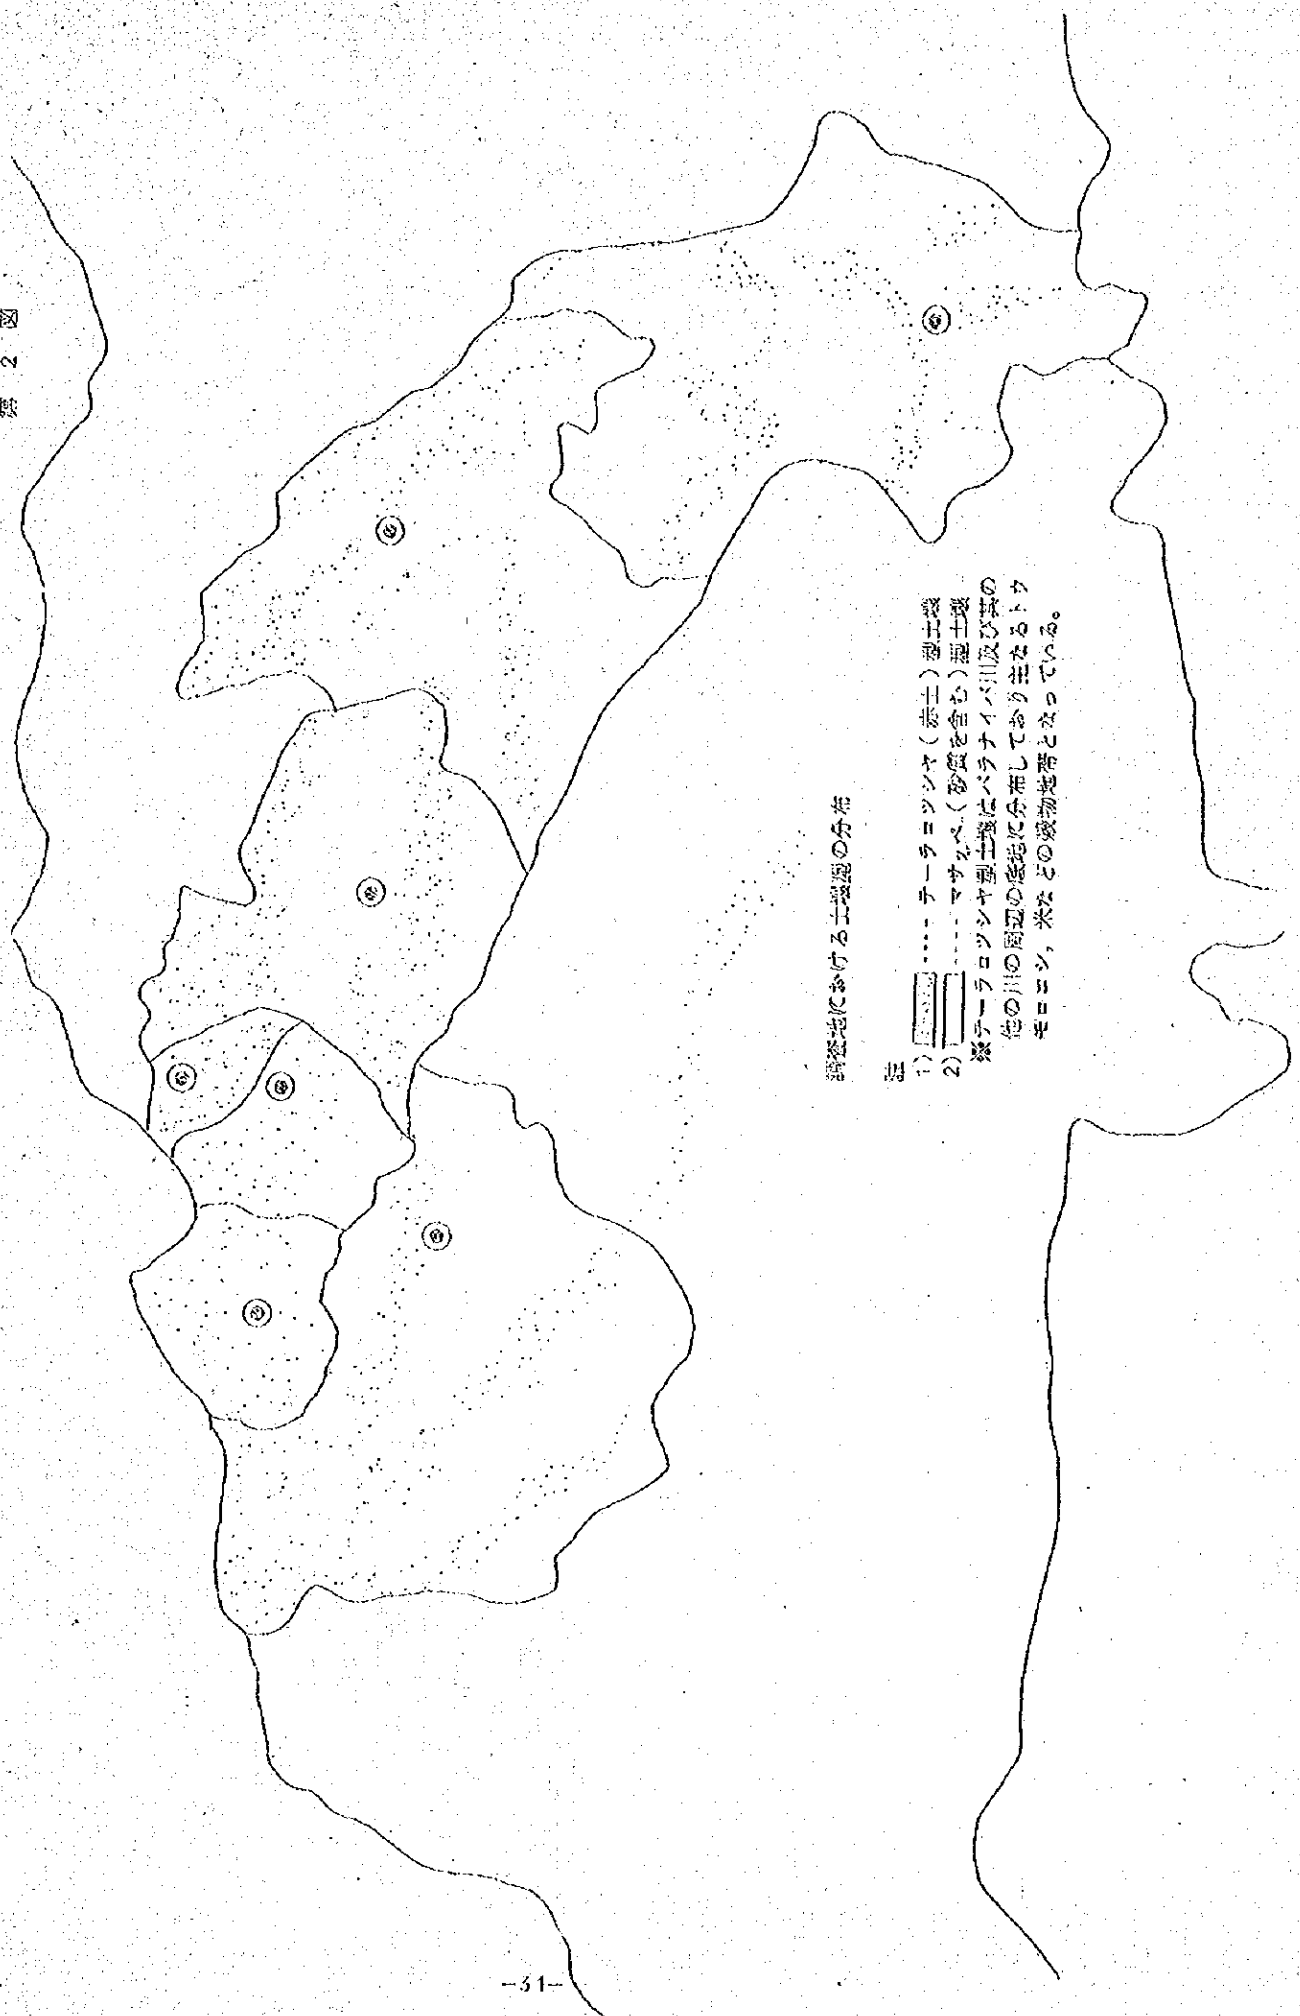 第 2 図
調査地における土壌型の分布
註
1) ‥‥ テーラロッシャ(赤土)型土壌
2) ‥‥ マサッペ(砂質を含む)型土壌
※テーラロッシャ型土壌はパラナイバ川及び其の
他の川の周辺の低地に分布しており主なるトウ
モロコシ,米などの穀物地帯となっている。
-31-